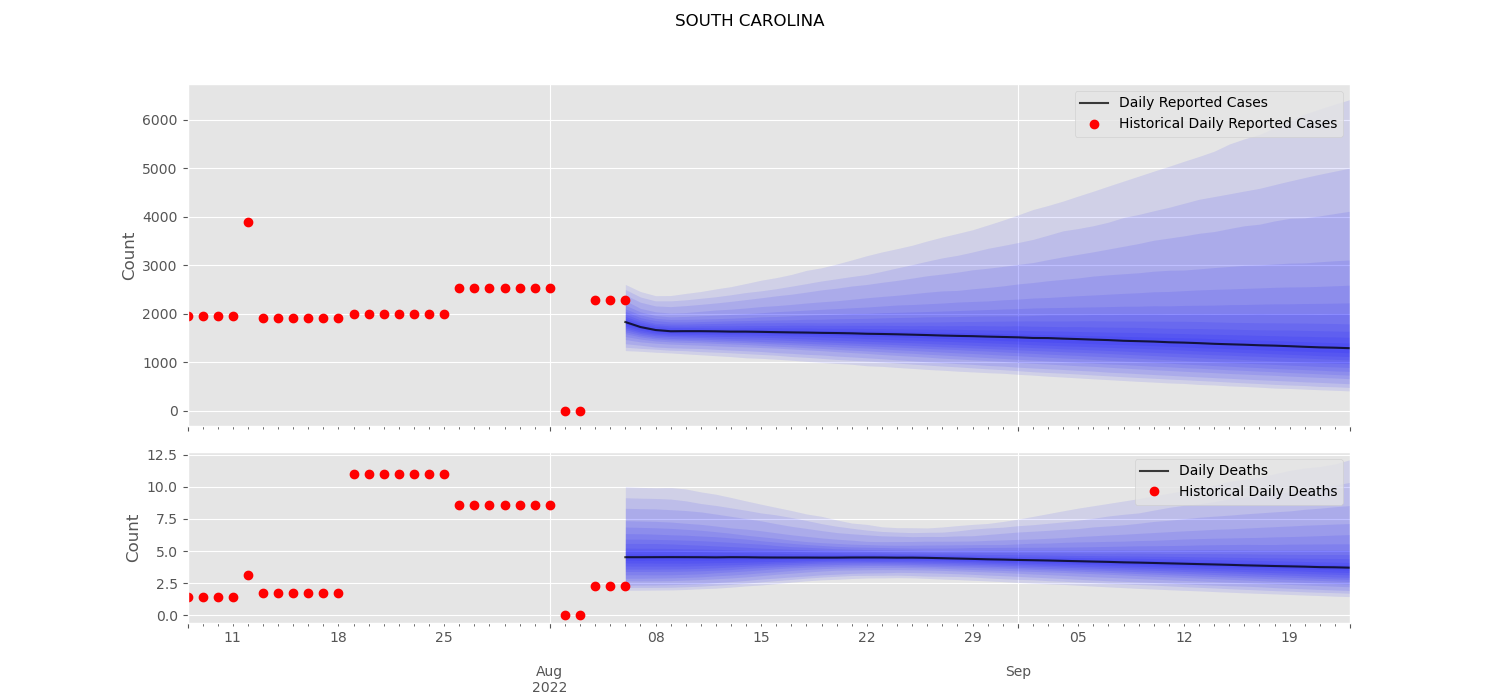 SOUTH CAROLINA
Daily Reported Cases
Historical Daily Reported Cases
6000
5000
4000
3000
2000
1000
0
Count
Daily Deaths
Historical Daily Deaths
12.5
10.0
7.5
5.0
2.5
0.0
Count
11 18 25 08 15 22 29 05 12 19
Aug Sep
2022